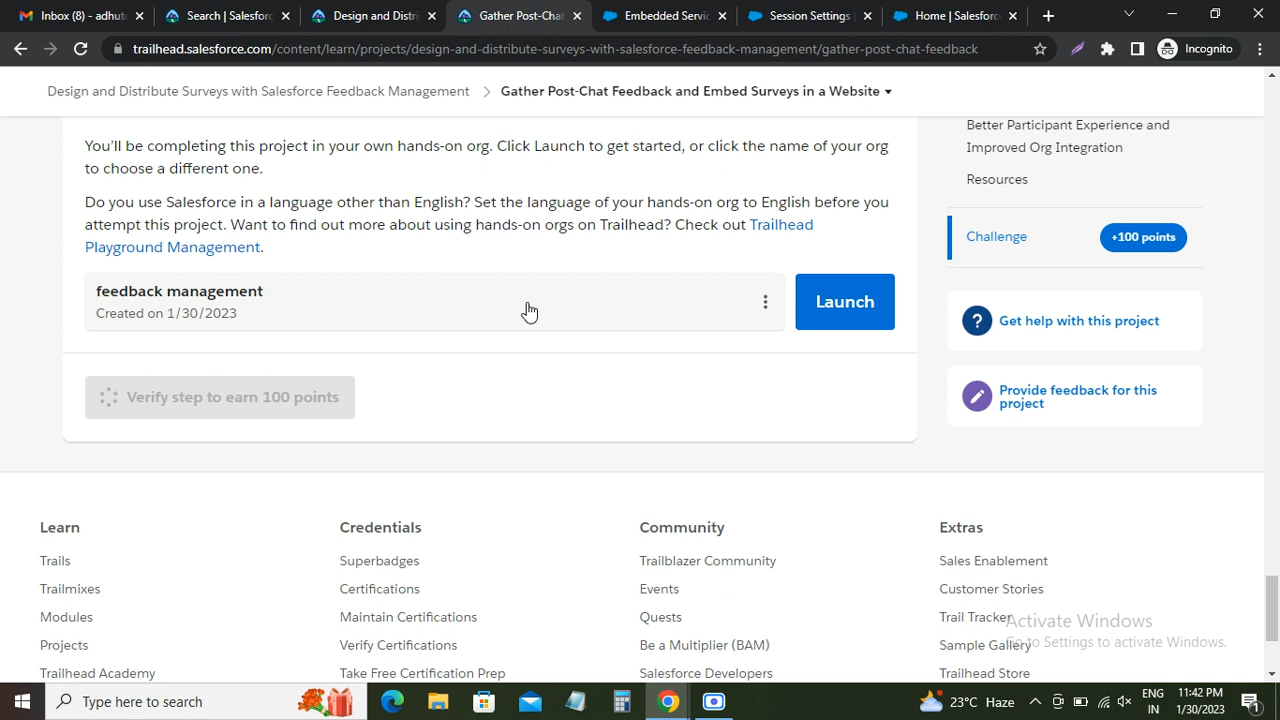 Inbox (0) - adhut
Search | Salesfor
Design and Distri
Gather Post-Chat
Embedded Servic
Session Settings
Home | Salesforc
trailhead.salesforce.com/content/learn/projects/design-and-distribute-surveys-with-salesforce-feedback-management/gather-post-chat-feedback
Incognito
Design and Distribute Surveys with Salesforce Feedback Management > Gather Post-Chat Feedback and Embed Surveys in a Website
You'll be completing this project in your own hands-on org. Click Launch to get started, or click the name of your org
to choose a different one.
Do you use Salesforce in a language other than English? Set the language of your hands-on org to English before you
attempt this project. Want to find out more about using hands-on orgs on Trailhead? Check out Trailhead
Playground Management.
feedback management
Created on 1/30/2023
Launch
Verify step to earn 100 points
Better Participant Experience and
Improved Org Integration
Resources
Challenge
+100 points
? Get help with this project
Provide feedback for this
project
Learn
Trails
Trailmixes
Modules
Projects
Trailhead Academy
Credentials
Superbadges
Certifications
Maintain Certifications
Verify Certifications
Take Free Certification Prep
Community
Trailblazer Community
Events
Quests
Be a Multiplier (BAM)
Salesforce Developers
Extras
Sales Enablement
Customer Stories
Trail Tracker
Sample Gallery
Trailhead Store
Activate Windows
Go to Settings to activate Windows.
Type here to search
23°C Haze
ENG
IN
11:42 PM
1/30/2023
1